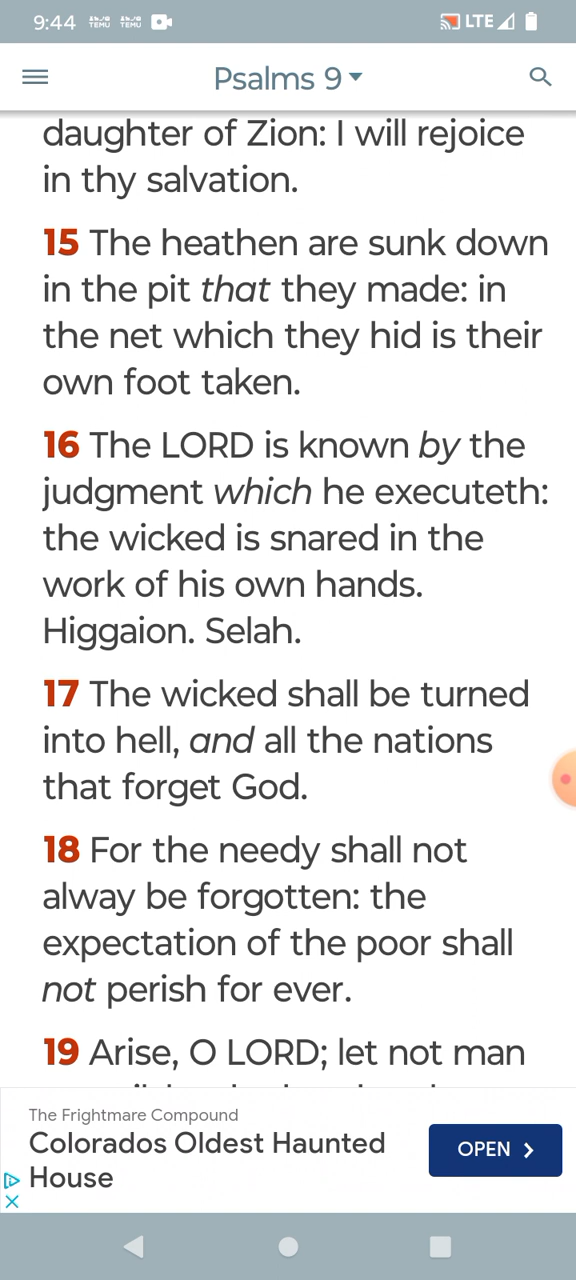 9:44 TEMU TEMU LTE
Psalms 9
daughter of Zion: I will rejoice
in thy salvation.
15 The heathen are sunk down
in the pit that they made: in
the net which they hid is their
own foot taken.
16 The LORD is known by the
judgment which he executeth:
the wicked is snared in the
work of his own hands.
Higgaion. Selah.
17 The wicked shall be turned
into hell, and all the nations
that forget God.
18 For the needy shall not
alway be forgotten: the
expectation of the poor shall
not perish for ever.
19 Arise, O LORD; let not man
The Frightmare Compound
Colorados Oldest Haunted
House
OPEN